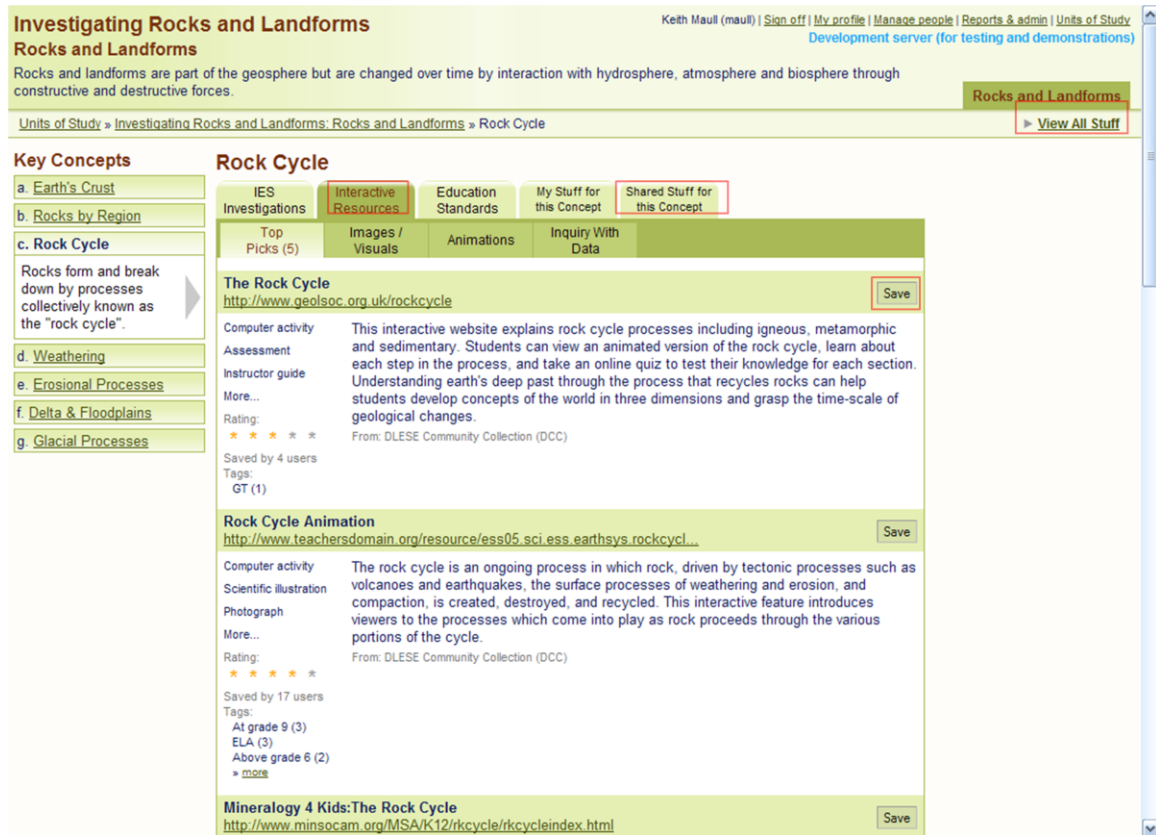 Investigating Rocks and Landforms
Keith Maull (maull) | Sign off | My profile | Manage people | Reports & admin | Units of Study
Rocks and Landforms
Development server (for testing and demonstrations)
Rocks and landforms are part of the geosphere but are changed over time by interaction with hydrosphere, atmosphere and biosphere through
constructive and destructive forces.
Rocks and Landforms
Units of Study » Investigating Rocks and Landforms: Rocks and Landforms » Rock Cycle
► View All Stuff
Key Concepts
a. Earth's Crust
b. Rocks by Region
c. Rock Cycle
Rocks form and break
down by processes
collectively known as
the "rock cycle".
d. Weathering
e. Erosional Processes
f. Delta & Floodplains
g. Glacial Processes
Rock Cycle
IES
Investigations
Interactive
Resources
Education
Standards
My Stuff for
this Concept
Shared Stuff for
this Concept
Top
Picks (5)
Images /
Visuals
Animations
Inquiry With
Data
The Rock Cycle
http://www.geolsoc.org.uk/rockcycle
Save
Computer activity
Assessment
Instructor guide
More...
Rating:
★ ★ ★ ★ ★
Saved by 4 users
Tags:
GT (1)
This interactive website explains rock cycle processes including igneous, metamorphic
and sedimentary. Students can view an animated version of the rock cycle, learn about
each step in the process, and take an online quiz to test their knowledge for each section.
Understanding earth's deep past through the process that recycles rocks can help
students develop concepts of the world in three dimensions and grasp the time-scale of
geological changes.
From: DLESE Community Collection (DCC)
Rock Cycle Animation
http://www.teachersdomain.org/resource/ess05.sci.ess.earthsys.rockcycl...
Save
Computer activity
Scientific illustration
Photograph
More...
Rating:
★ ★ ★ ★ ★
Saved by 17 users
Tags:
At grade 9 (3)
ELA (3)
Above grade 6 (2)
» more
The rock cycle is an ongoing process in which rock, driven by tectonic processes such as
volcanoes and earthquakes, the surface processes of weathering and erosion, and
compaction, is created, destroyed, and recycled. This interactive feature introduces
viewers to the processes which come into play as rock proceeds through the various
portions of the cycle.
From: DLESE Community Collection (DCC)
Mineralogy 4 Kids:The Rock Cycle
http://www.minsocam.org/MSA/K12/rkcycle/rkcycleindex.html
Save